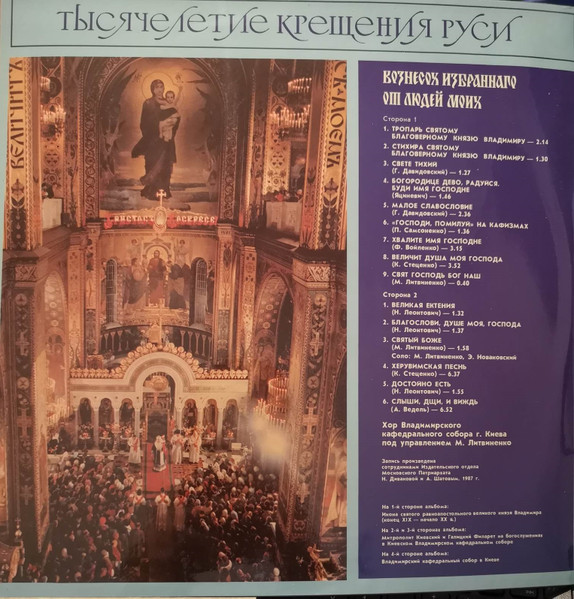 тысячелетие крещения руси
ВОЗНЕСОХ ИЗБРАННАГО
ОТ ЛЮДЕЙ МОИХ
Сторона 1
1. ТРОПАРЬ СВЯТОМУ
БЛАГОВЕРНОМУ КНЯЗЮ ВЛАДИМИРУ — 2.14
2. СТИХИРА СВЯТОМУ
БЛАГОВЕРНОМУ КНЯЗЮ ВЛАДИМИРУ — 1.30
3. СВЕТЕ ТИХИЙ
(Г. Давидовский) — 1.27
4. БОГОРОДИЦЕ ДЕВО, РАДУЙСЯ.
БУДИ ИМЯ ГОСПОДНЕ
(Яциневич) — 1.46
5. МАЛОЕ СЛАВОСЛОВИЕ
(Г. Давидовский) — 2.36
6. «ГОСПОДИ, ПОМИЛУЙ» НА КАФИЗМАХ
(П. Самсоненко) — 1.36
7. ХВАЛИТЕ ИМЯ ГОСПОДНЕ
(Ф. Войленко) — 3.15
8. ВЕЛИЧИТ ДУША МОЯ ГОСПОДА
(К. Стеценко) — 3.52
9. СВЯТ ГОСПОДЬ БОГ НАШ
(М. Литвиненко) — 0.40
Сторона 2
1. ВЕЛИКАЯ ЕКТЕНИЯ
(Н. Леонтович) — 1.32
2. БЛАГОСЛОВИ, ДУШЕ МОЯ, ГОСПОДА
(Н. Леонтович) — 1.37
3. СВЯТЫЙ БОЖЕ
(М. Литвиненко) — 1.58
Соло: М. Литвиненко, Э. Новаковский
4. ХЕРУВИМСКАЯ ПЕСНЬ
(К. Стеценко) — 6.37
5. ДОСТОЙНО ЕСТЬ
(Н. Леонтович) — 1.55
6. СЛЫШИ, ДЩИ, И ВИЖДЬ
(А. Ведель) — 6.52
Хор Владимирского
кафедрального собора г. Киева
под управлением М. Литвиненко
Запись произведена
сотрудниками Издательского отдела
Московского Патриархата
Н. Дивановой и А. Шатовым. 1987 г.
На 1-й стороне альбома:
Икона святого равноапостольного великого князя Владимира
(конец XIX — начало XX в.)
На 2-й и 3-й сторонах альбома:
Митрополит Киевский и Галицкий Филарет на богослужениях
в Киевском Владимирском кафедральном соборе
На 4-й стороне альбома:
Владимирский кафедральный собор в Киеве